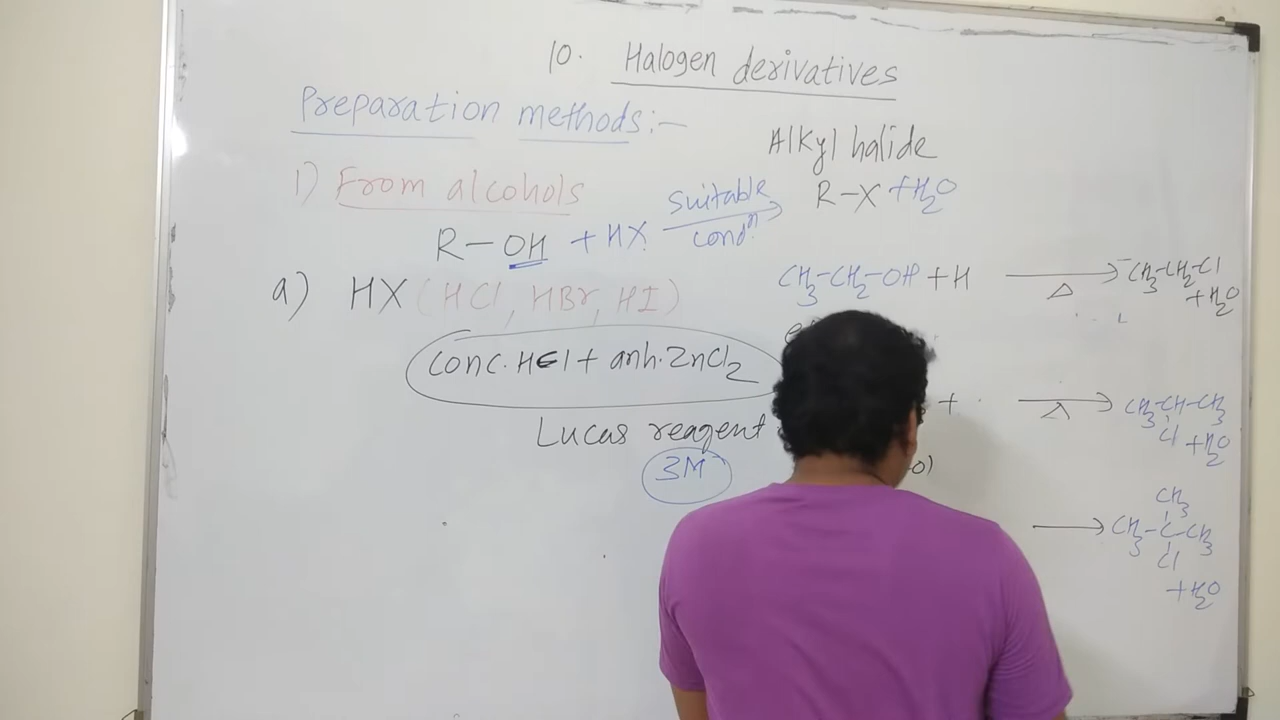 10. Halogen derivatives
Preparation methods:-
1) From alcohols
Alkyl halide
R-OH + HX suitable condⁿ. → R-X + H₂O
a) HX (HCl, HBr, HI)
CH₃-CH₂-OH + H →Δ CH₃-CH₂-Cl
+H₂O
conc. HCl + anh. ZnCl₂
Lucas reagent
3M
+ →Δ CH₃-CH-CH₃
Cl +H₂O
CH₃
→ CH₃-C-CH₃
Cl
+H₂O